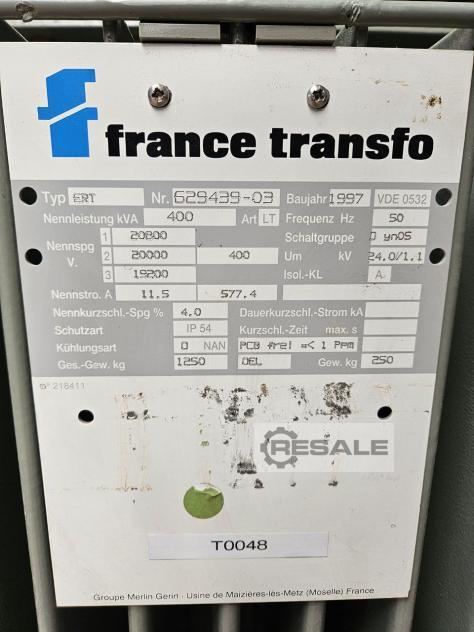 france transfo
Typ ERT Nr. 629439-03 Baujahr 1997 VDE 0532
Nennleistung kVA 400 Art LT Frequenz Hz 50
Nennspg V. 1 20800 Schaltgruppe D yn05
2 20000 400 Um kV 24.0/1.1
3 19200 Isol.-KL A
Nennstro. A 11.5 577.4
Nennkurzschl.-Spg % 4.0 Dauerkurzschl.-Strom kA
Schutzart IP 54 Kurzschl.-Zeit max. s
Kühlungsart O NAN PCB frei =< 1 Ppm
Ges.-Gew. kg 1250 OEL Gew. kg 250
218411
RESALE
T0048
Groupe Merlin Gerin - Usine de Maizières-lès-Metz (Moselle) France